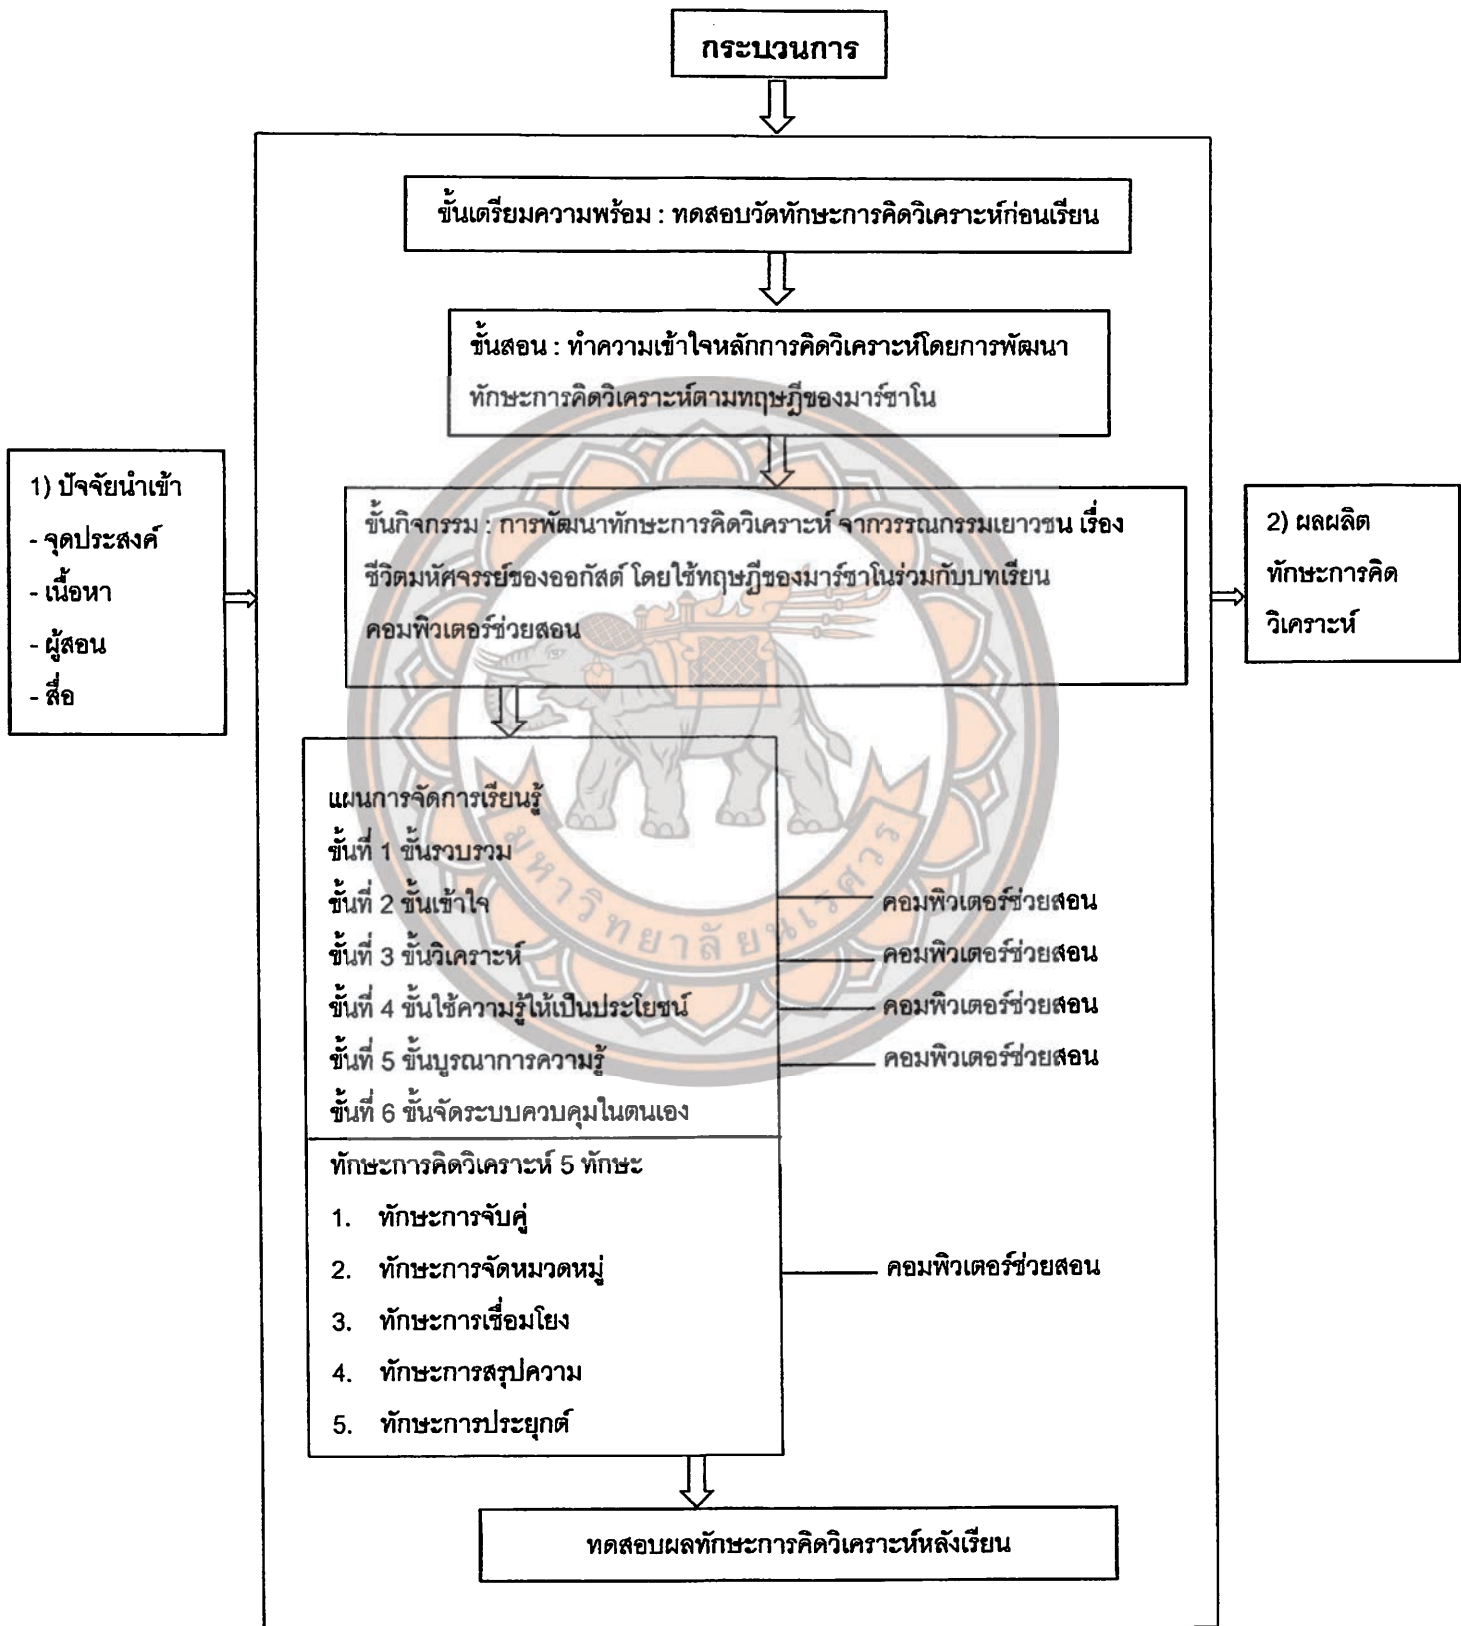 กระบวนการ
ขั้นเตรียมความพร้อม : ทดสอบวัดทักษะการคิดวิเคราะห์ก่อนเรียน
ขั้นสอน : ทำความเข้าใจหลักการคิดวิเคราะห์โดยการพัฒนา
ทักษะการคิดวิเคราะห์ตามทฤษฎีของมาร์ซาโน
1) ปัจจัยนำเข้า
- จุดประสงค์
- เนื้อหา
- ผู้สอน
- สื่อ
ขั้นกิจกรรม : การพัฒนาทักษะการคิดวิเคราะห์ จากวรรณกรรมเยาวชน เรื่อง
ชีวิตมหัศจรรย์ของออกัสต์ โดยใช้ทฤษฎีของมาร์ซาโนร่วมกับบทเรียน
คอมพิวเตอร์ช่วยสอน
2) ผลผลิต
ทักษะการคิด
วิเคราะห์
แผนการจัดการเรียนรู้
ขั้นที่ 1 ขั้นรวบรวม
ขั้นที่ 2 ขั้นเข้าใจ
คอมพิวเตอร์ช่วยสอน
ขั้นที่ 3 ขั้นวิเคราะห์
คอมพิวเตอร์ช่วยสอน
ขั้นที่ 4 ขั้นใช้ความรู้ให้เป็นประโยชน์
คอมพิวเตอร์ช่วยสอน
ขั้นที่ 5 ขั้นบูรณาการความรู้
คอมพิวเตอร์ช่วยสอน
ขั้นที่ 6 ขั้นจัดระบบควบคุมในตนเอง
มหาวิทยาลัยนเรศวร
ทักษะการคิดวิเคราะห์ 5 ทักษะ
1. ทักษะการจับคู่
2. ทักษะการจัดหมวดหมู่
คอมพิวเตอร์ช่วยสอน
3. ทักษะการเชื่อมโยง
4. ทักษะการสรุปความ
5. ทักษะการประยุกต์
ทดสอบผลทักษะการคิดวิเคราะห์หลังเรียน